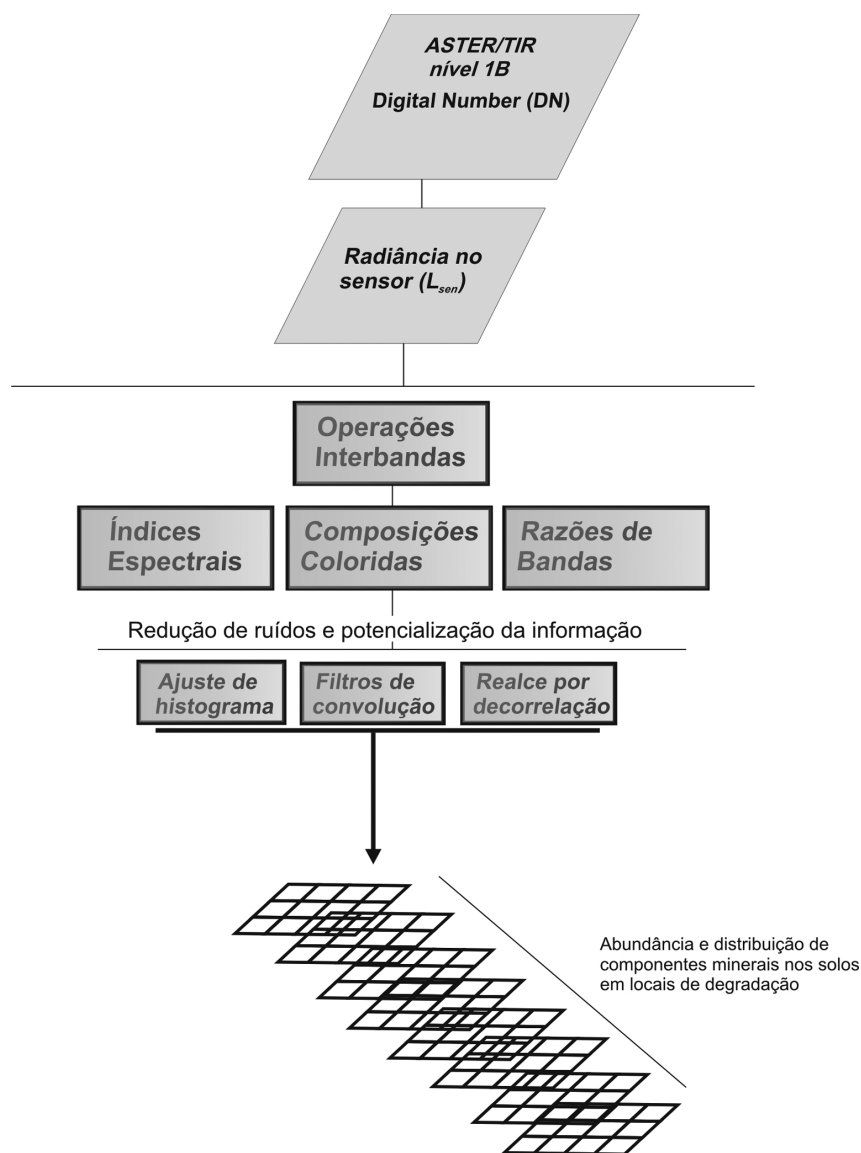 ASTER/TIR
nível 1B
Digital Number (DN)
Radiância no
sensor (Lsen)
Operações
Interbandas
Índices
Espectrais
Composições
Coloridas
Razões de
Bandas
Redução de ruídos e potencialização da informação
Ajuste de
histograma
Filtros de
convolução
Realce por
decorrelação
Abundância e distribuição de
componentes minerais nos solos
em locais de degradação